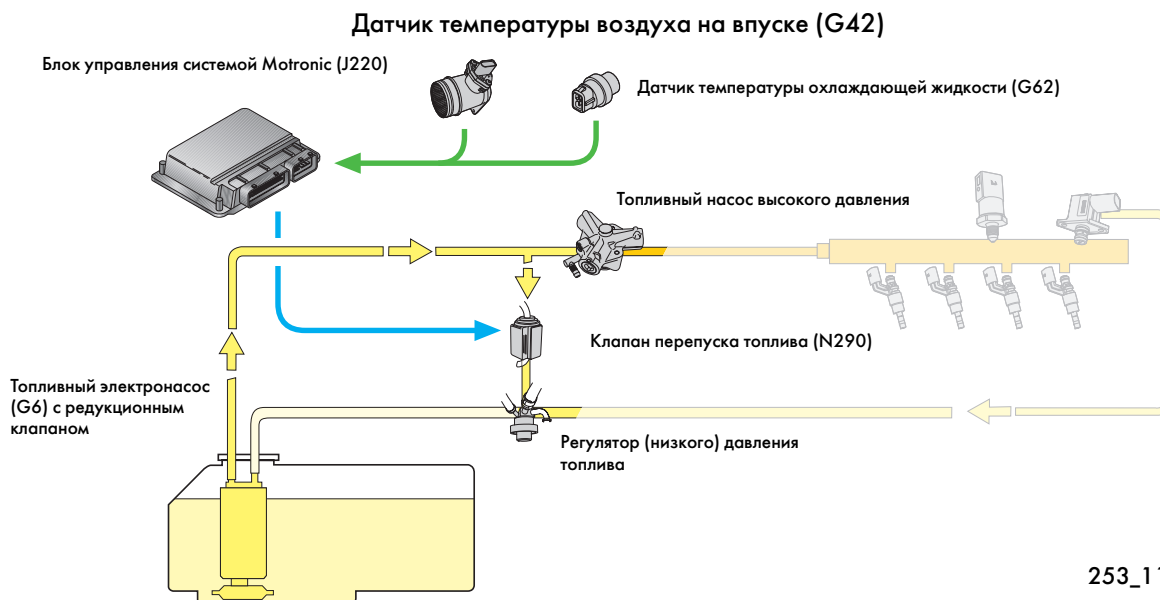 Датчик температуры воздуха на впуске (G42)
Блок управления системой Motronic (J220)
Датчик температуры охлаждающей жидкости (G62)
Топливный насос высокого давления
Клапан перепуска топлива (N290)
Топливный электронасос
(G6) с редукционным
клапаном
Регулятор (низкого) давления
топлива
253_11